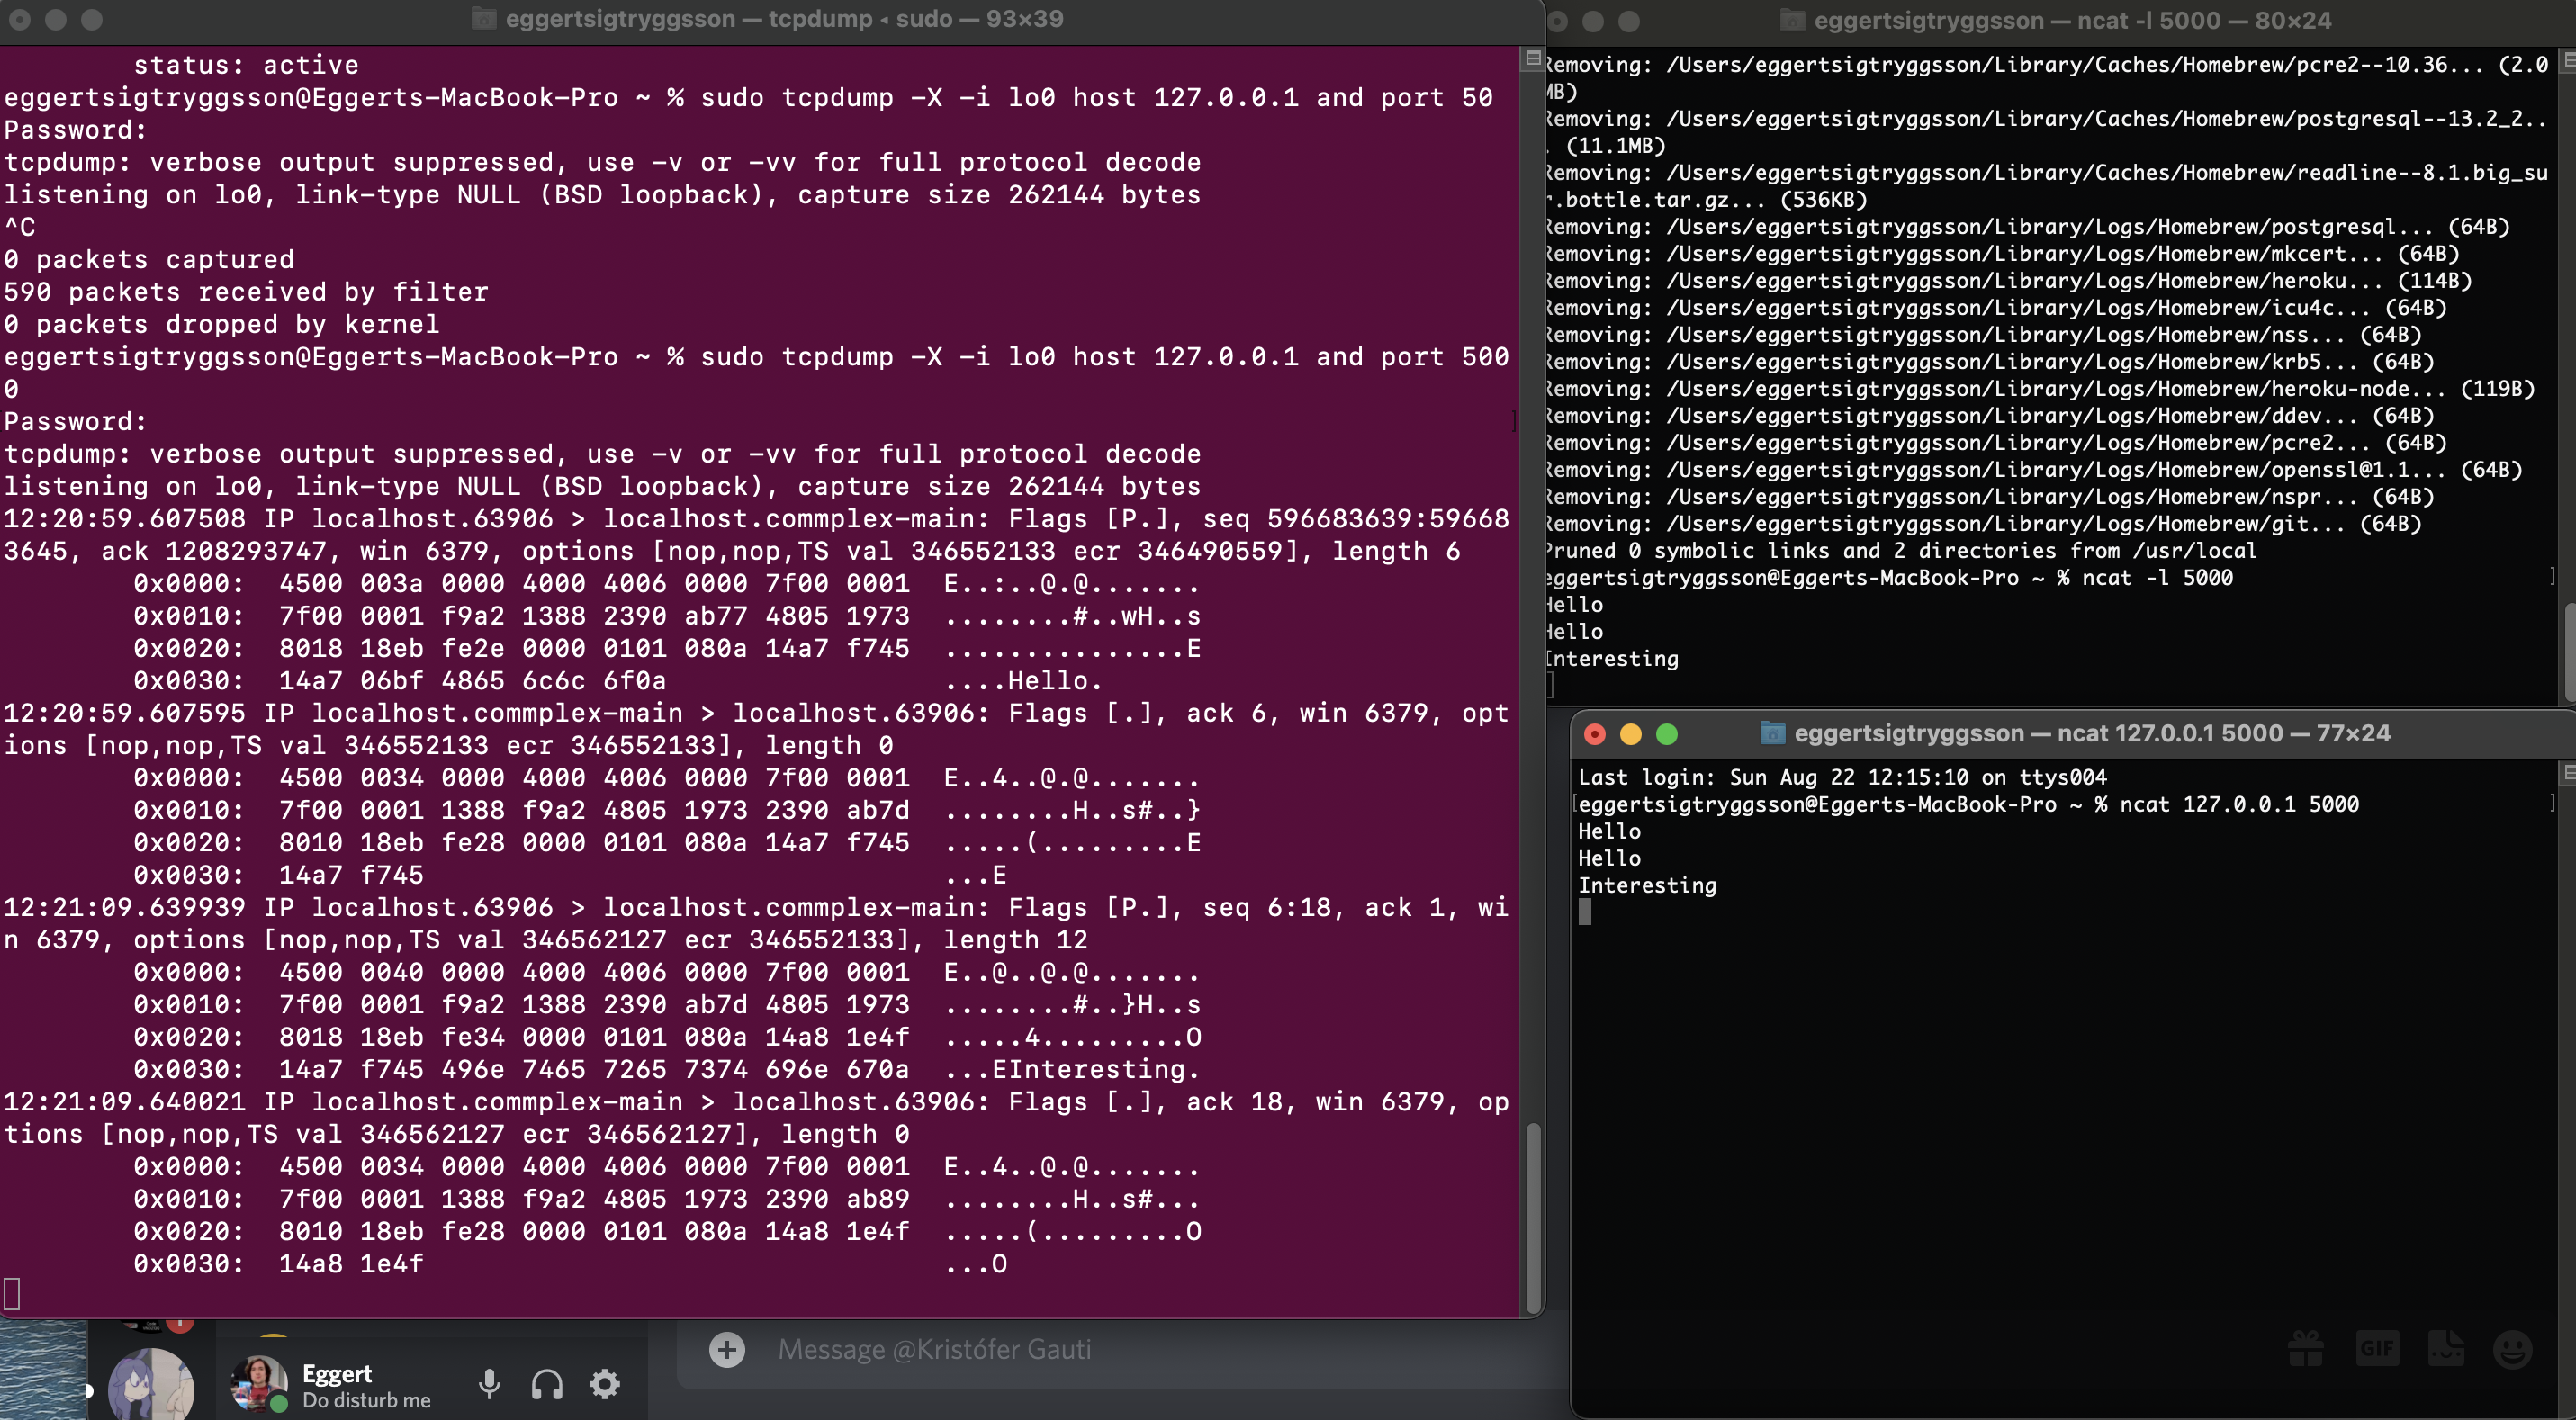 eggertsigtryggsson — tcpdump ◂ sudo — 93×39
status: active
eggertsigtryggsson@Eggerts-MacBook-Pro ~ % sudo tcpdump -X -i lo0 host 127.0.0.1 and port 50
Password:
tcpdump: verbose output suppressed, use -v or -vv for full protocol decode
listening on lo0, link-type NULL (BSD loopback), capture size 262144 bytes
^C
0 packets captured
590 packets received by filter
0 packets dropped by kernel
eggertsigtryggsson@Eggerts-MacBook-Pro ~ % sudo tcpdump -X -i lo0 host 127.0.0.1 and port 500
0
Password:
tcpdump: verbose output suppressed, use -v or -vv for full protocol decode
listening on lo0, link-type NULL (BSD loopback), capture size 262144 bytes
12:20:59.607508 IP localhost.63906 > localhost.commplex-main: Flags [P.], seq 596683639:59668
3645, ack 1208293747, win 6379, options [nop,nop,TS val 346552133 ecr 346490559], length 6
0x0000:  4500 003a 0000 4000 4006 0000 7f00 0001  E..:..@.@.......
0x0010:  7f00 0001 f9a2 1388 2390 ab77 4805 1973  ........#..wH..s
0x0020:  8018 18eb fe2e 0000 0101 080a 14a7 f745  ...............E
0x0030:  14a7 06bf 4865 6c6c 6f0a                 ....Hello.
12:20:59.607595 IP localhost.commplex-main > localhost.63906: Flags [.], ack 6, win 6379, opt
ions [nop,nop,TS val 346552133 ecr 346552133], length 0
0x0000:  4500 0034 0000 4000 4006 0000 7f00 0001  E..4..@.@.......
0x0010:  7f00 0001 1388 f9a2 4805 1973 2390 ab7d  ........H..s#..}
0x0020:  8010 18eb fe28 0000 0101 080a 14a7 f745  .....(.........E
0x0030:  14a7 f745                                ...E
12:21:09.639939 IP localhost.63906 > localhost.commplex-main: Flags [P.], seq 6:18, ack 1, wi
n 6379, options [nop,nop,TS val 346562127 ecr 346552133], length 12
0x0000:  4500 0040 0000 4000 4006 0000 7f00 0001  E..@..@.@.......
0x0010:  7f00 0001 f9a2 1388 2390 ab7d 4805 1973  ........#..}H..s
0x0020:  8018 18eb fe34 0000 0101 080a 14a8 1e4f  .....4.........O
0x0030:  14a7 f745 496e 7465 7265 7374 696e 670a  ...EInteresting.
12:21:09.640021 IP localhost.commplex-main > localhost.63906: Flags [.], ack 18, win 6379, op
tions [nop,nop,TS val 346562127 ecr 346562127], length 0
0x0000:  4500 0034 0000 4000 4006 0000 7f00 0001  E..4..@.@.......
0x0010:  7f00 0001 1388 f9a2 4805 1973 2390 ab89  ........H..s#...
0x0020:  8010 18eb fe28 0000 0101 080a 14a8 1e4f  .....(.........O
0x0030:  14a8 1e4f                                ...O
eggertsigtryggsson — ncat -l 5000 — 80×24
Removing: /Users/eggertsigtryggsson/Library/Caches/Homebrew/pcre2--10.36... (2.0
MB)
Removing: /Users/eggertsigtryggsson/Library/Caches/Homebrew/postgresql--13.2_2..
. (11.1MB)
Removing: /Users/eggertsigtryggsson/Library/Caches/Homebrew/readline--8.1.big_su
r.bottle.tar.gz... (536KB)
Removing: /Users/eggertsigtryggsson/Library/Logs/Homebrew/postgresql... (64B)
Removing: /Users/eggertsigtryggsson/Library/Logs/Homebrew/mkcert... (64B)
Removing: /Users/eggertsigtryggsson/Library/Logs/Homebrew/heroku... (114B)
Removing: /Users/eggertsigtryggsson/Library/Logs/Homebrew/icu4c... (64B)
Removing: /Users/eggertsigtryggsson/Library/Logs/Homebrew/nss... (64B)
Removing: /Users/eggertsigtryggsson/Library/Logs/Homebrew/krb5... (64B)
Removing: /Users/eggertsigtryggsson/Library/Logs/Homebrew/heroku-node... (119B)
Removing: /Users/eggertsigtryggsson/Library/Logs/Homebrew/ddev... (64B)
Removing: /Users/eggertsigtryggsson/Library/Logs/Homebrew/pcre2... (64B)
Removing: /Users/eggertsigtryggsson/Library/Logs/Homebrew/openssl@1.1... (64B)
Removing: /Users/eggertsigtryggsson/Library/Logs/Homebrew/nspr... (64B)
Removing: /Users/eggertsigtryggsson/Library/Logs/Homebrew/git... (64B)
Pruned 0 symbolic links and 2 directories from /usr/local
eggertsigtryggsson@Eggerts-MacBook-Pro ~ % ncat -l 5000
Hello
Hello
Interesting
eggertsigtryggsson — ncat 127.0.0.1 5000 — 77×24
Last login: Sun Aug 22 12:15:10 on ttys004
eggertsigtryggsson@Eggerts-MacBook-Pro ~ % ncat 127.0.0.1 5000
Hello
Hello
Interesting
Eggert
Do disturb me
Message @Kristófer Gauti
GIF